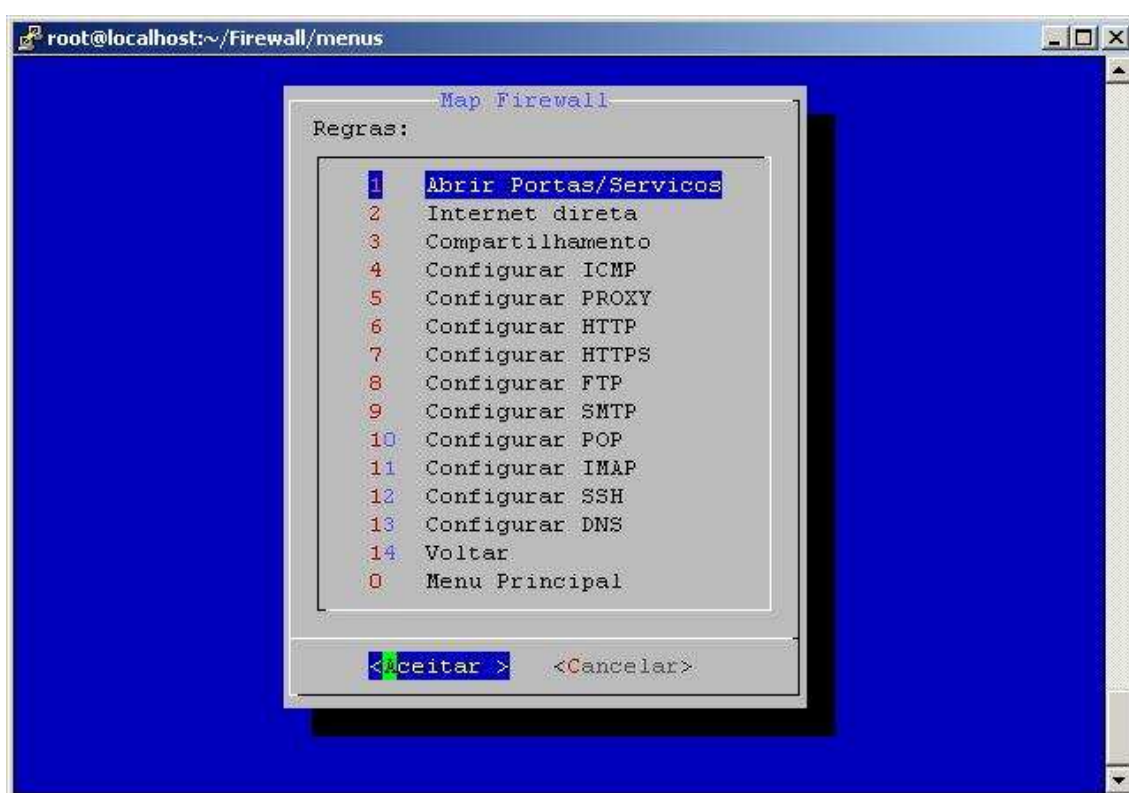 root@localhost:~/Firewall/menus
Map Firewall
Regras:
1 Abrir Portas/Servicos
2 Internet direta
3 Compartilhamento
4 Configurar ICMP
5 Configurar PROXY
6 Configurar HTTP
7 Configurar HTTPS
8 Configurar FTP
9 Configurar SMTP
10 Configurar POP
11 Configurar IMAP
12 Configurar SSH
13 Configurar DNS
14 Voltar
0 Menu Principal
<Aceitar > <Cancelar>